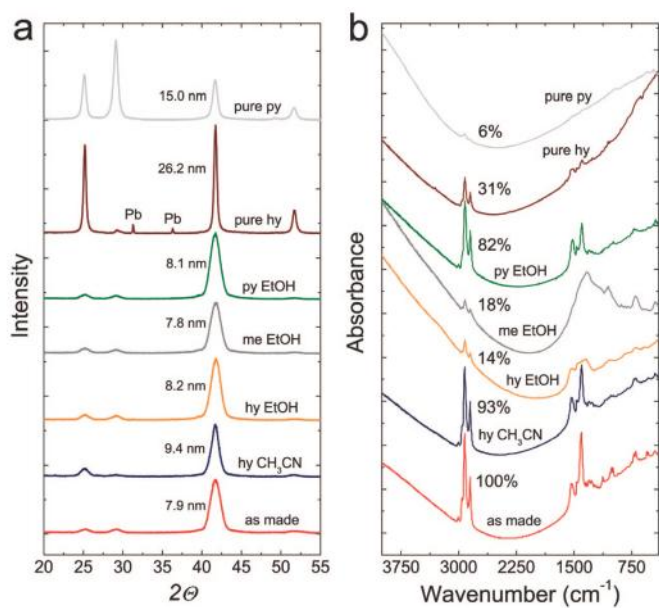 a
Intensity
15.0 nm
pure py
26.2 nm
Pb
Pb
pure hy
8.1 nm
py EtOH
7.8 nm
me EtOH
8.2 nm
hy EtOH
9.4 nm
hy CH₃CN
7.9 nm
as made
20 25 30 35 40 45 50 55
2Θ
b
Absorbance
pure py
6%
pure hy
31%
82%
py EtOH
18%
me EtOH
14%
hy EtOH
93%
hy CH₃CN
100%
as made
3750 3000 2250 1500 750
Wavenumber (cm⁻¹)